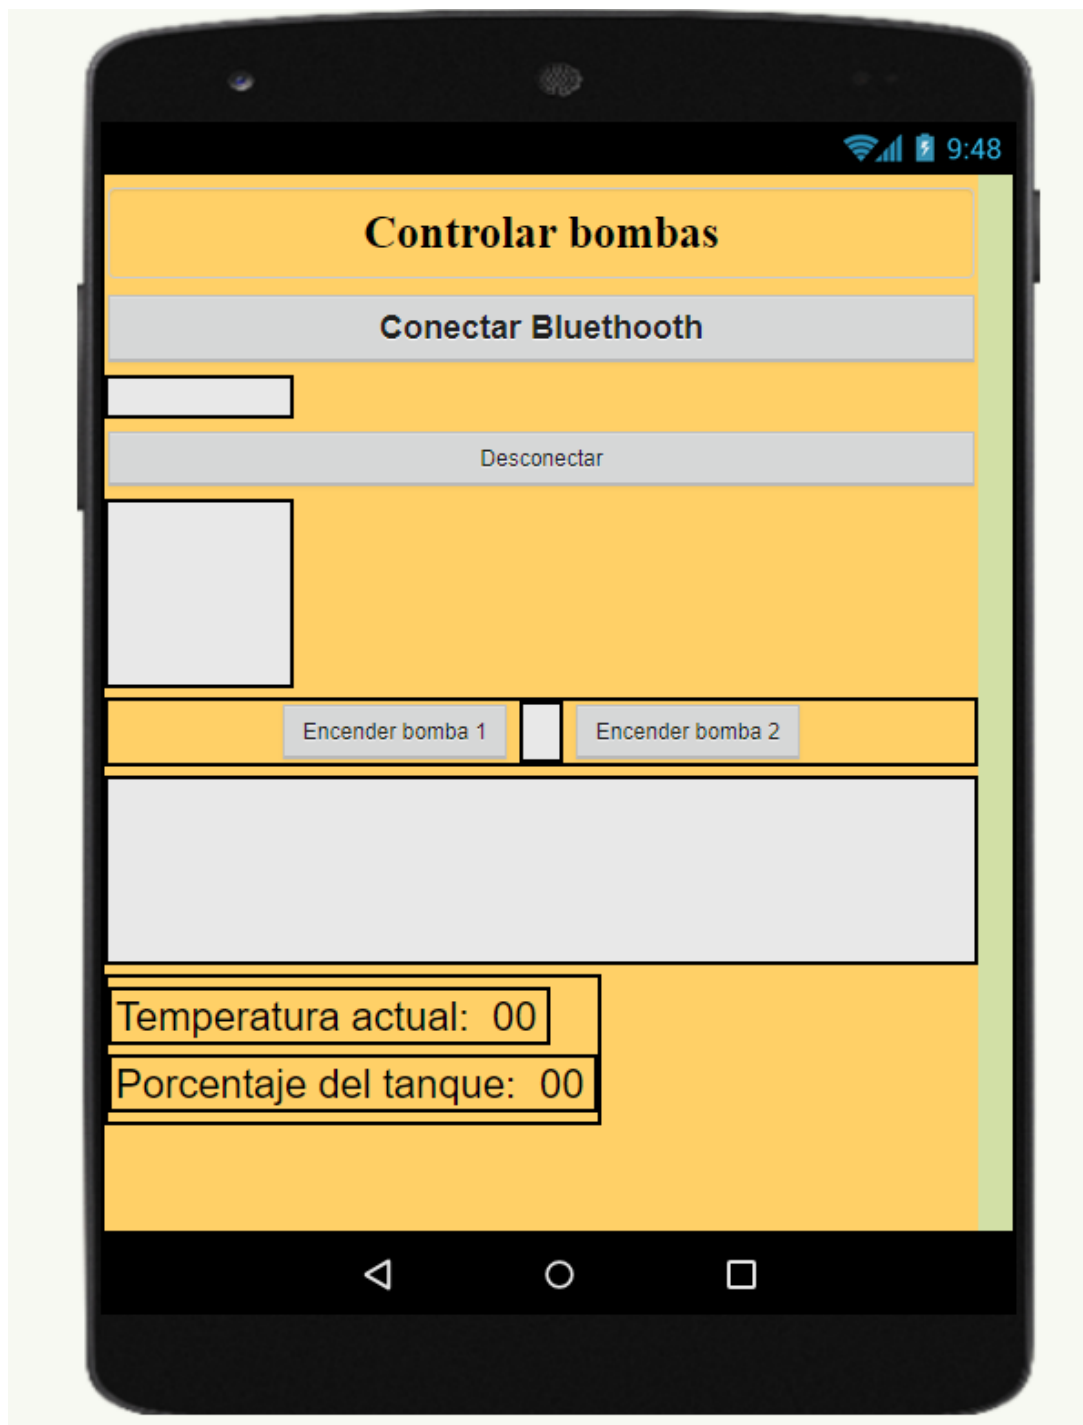 9:48
Controlar bombas
Conectar Bluethooth
Desconectar
Encender bomba 1
Encender bomba 2
Temperatura actual: 00
Porcentaje del tanque: 00